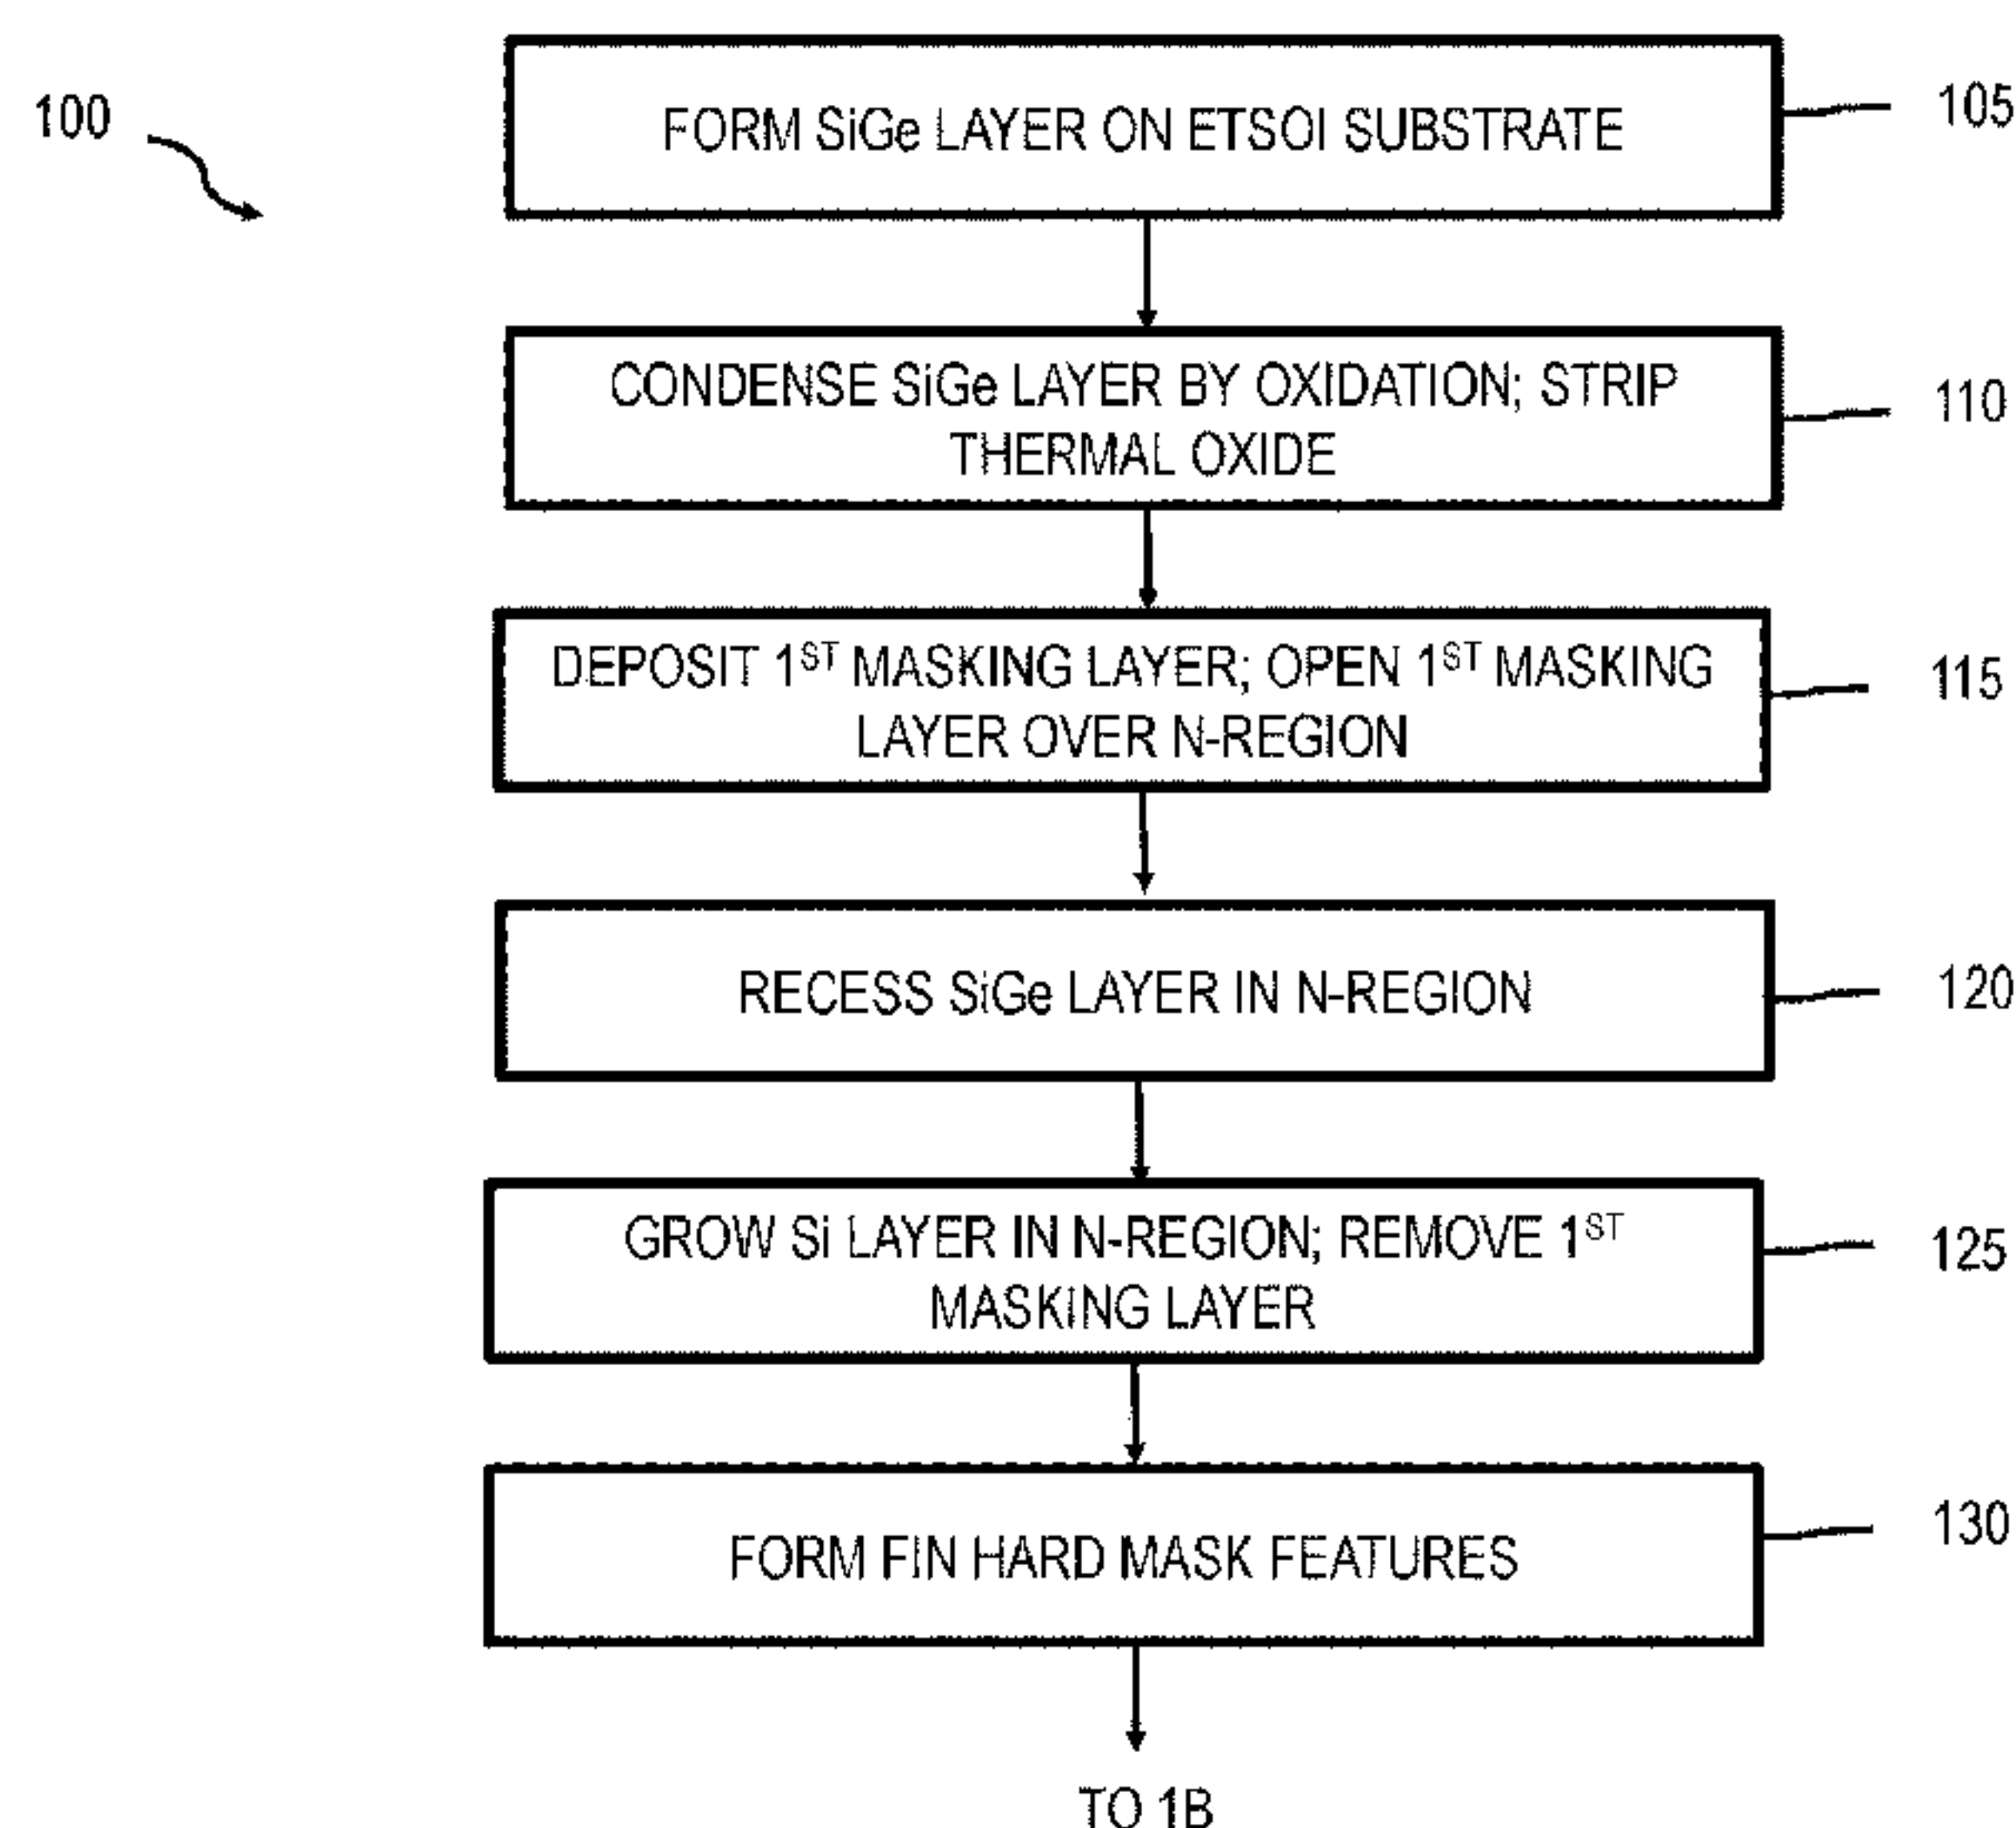 100
FORM SiGe LAYER ON ETSOI SUBSTRATE
105
CONDENSE SiGe LAYER BY OXIDATION; STRIP
THERMAL OXIDE
110
DEPOSIT 1ST MASKING LAYER; OPEN 1ST MASKING
LAYER OVER N-REGION
115
RECESS SiGe LAYER IN N-REGION
120
GROW Si LAYER IN N-REGION; REMOVE 1ST
MASKING LAYER
125
FORM FIN HARD MASK FEATURES
130
TO 1B